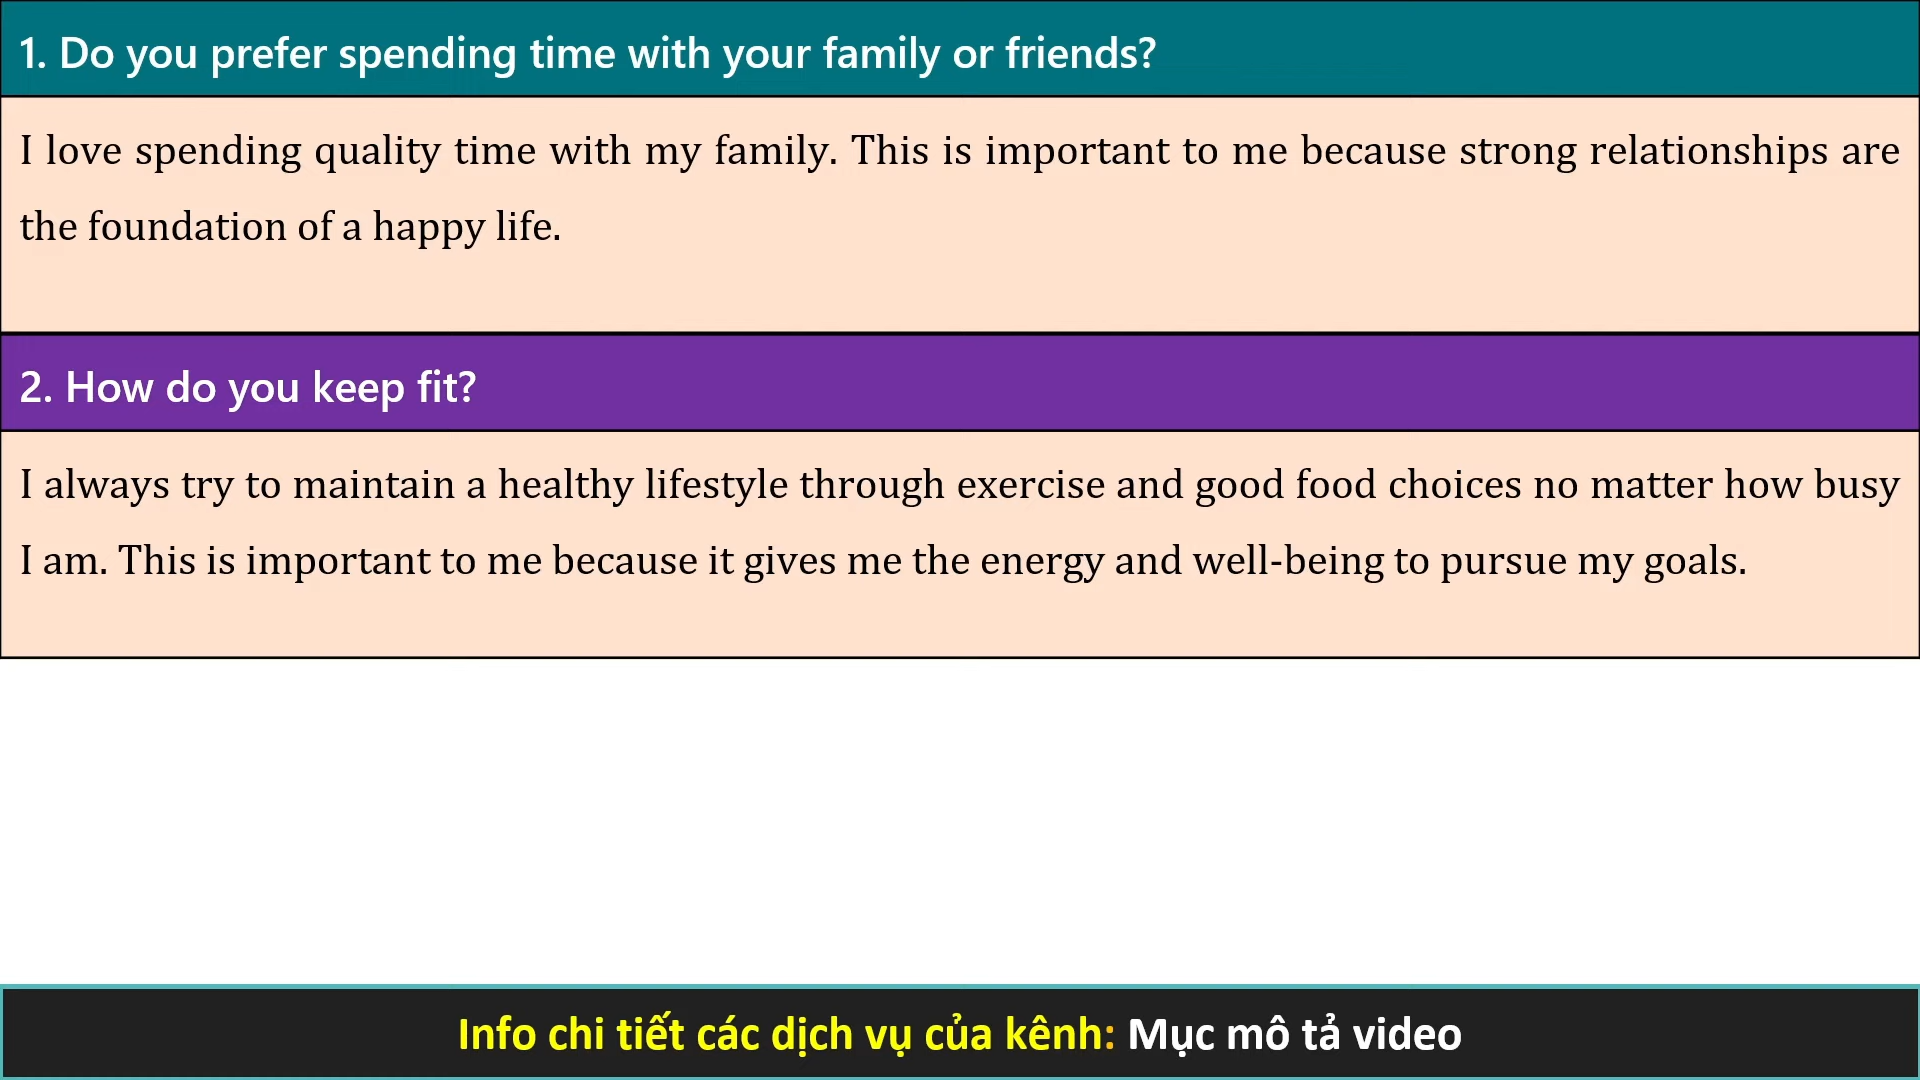 1. Do you prefer spending time with your family or friends?
I love spending quality time with my family. This is important to me because strong relationships are
the foundation of a happy life.
2. How do you keep fit?
I always try to maintain a healthy lifestyle through exercise and good food choices no matter how busy
I am. This is important to me because it gives me the energy and well-being to pursue my goals.
Info chi tiết các dịch vụ của kênh: Mục mô tả video